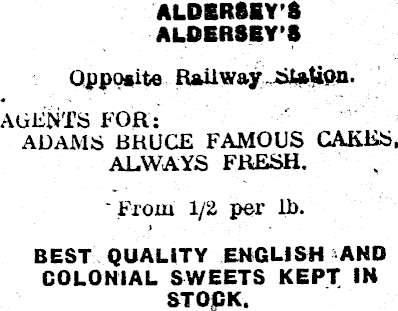 ALDERSEY'S
ALDERSEY'S
Opposite Railway Station.
AGENTS FOR:
ADAMS BRUCE FAMOUS CAKES,
ALWAYS FRESH.
From 1/2 per lb.
BEST QUALITY ENGLISH AND
COLONIAL SWEETS KEPT IN
STOCK.